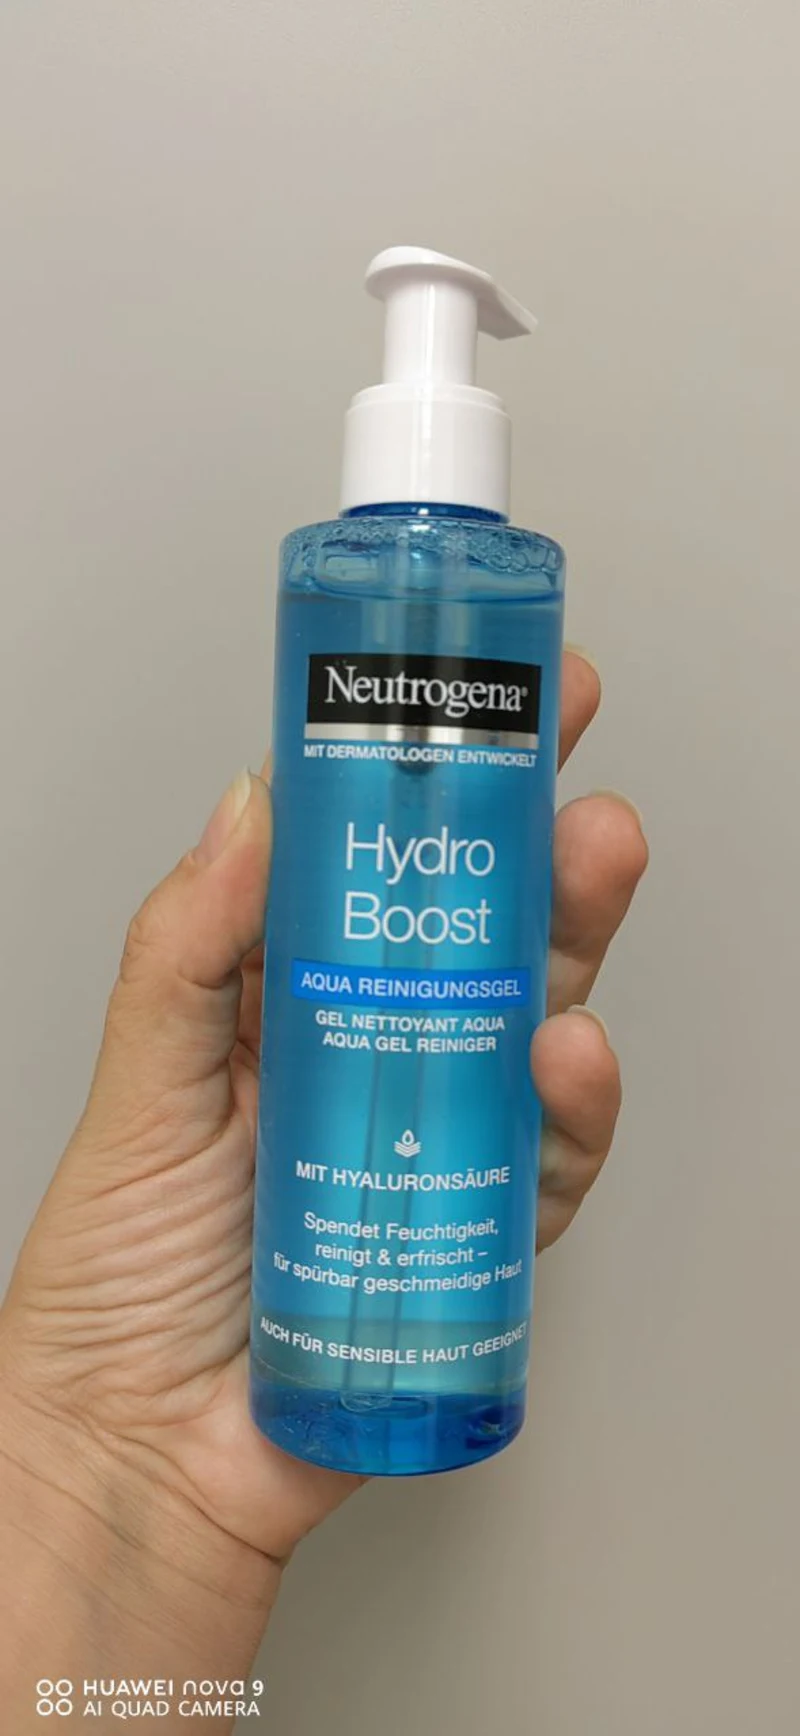 Neutrogena®
MIT DERMATOLOGEN ENTWICKELT
Hydro
Boost
AQUA REINIGUNGSGEL
GEL NETTOYANT AQUA
AQUA GEL REINIGER
MIT HYALURONSÄURE
Spendet Feuchtigkeit,
reinigt & erfrischt –
für spürbar geschmeidige Haut
AUCH FÜR SENSIBLE HAUT GEEIGNET
HUAWEI nova 9
AI QUAD CAMERA